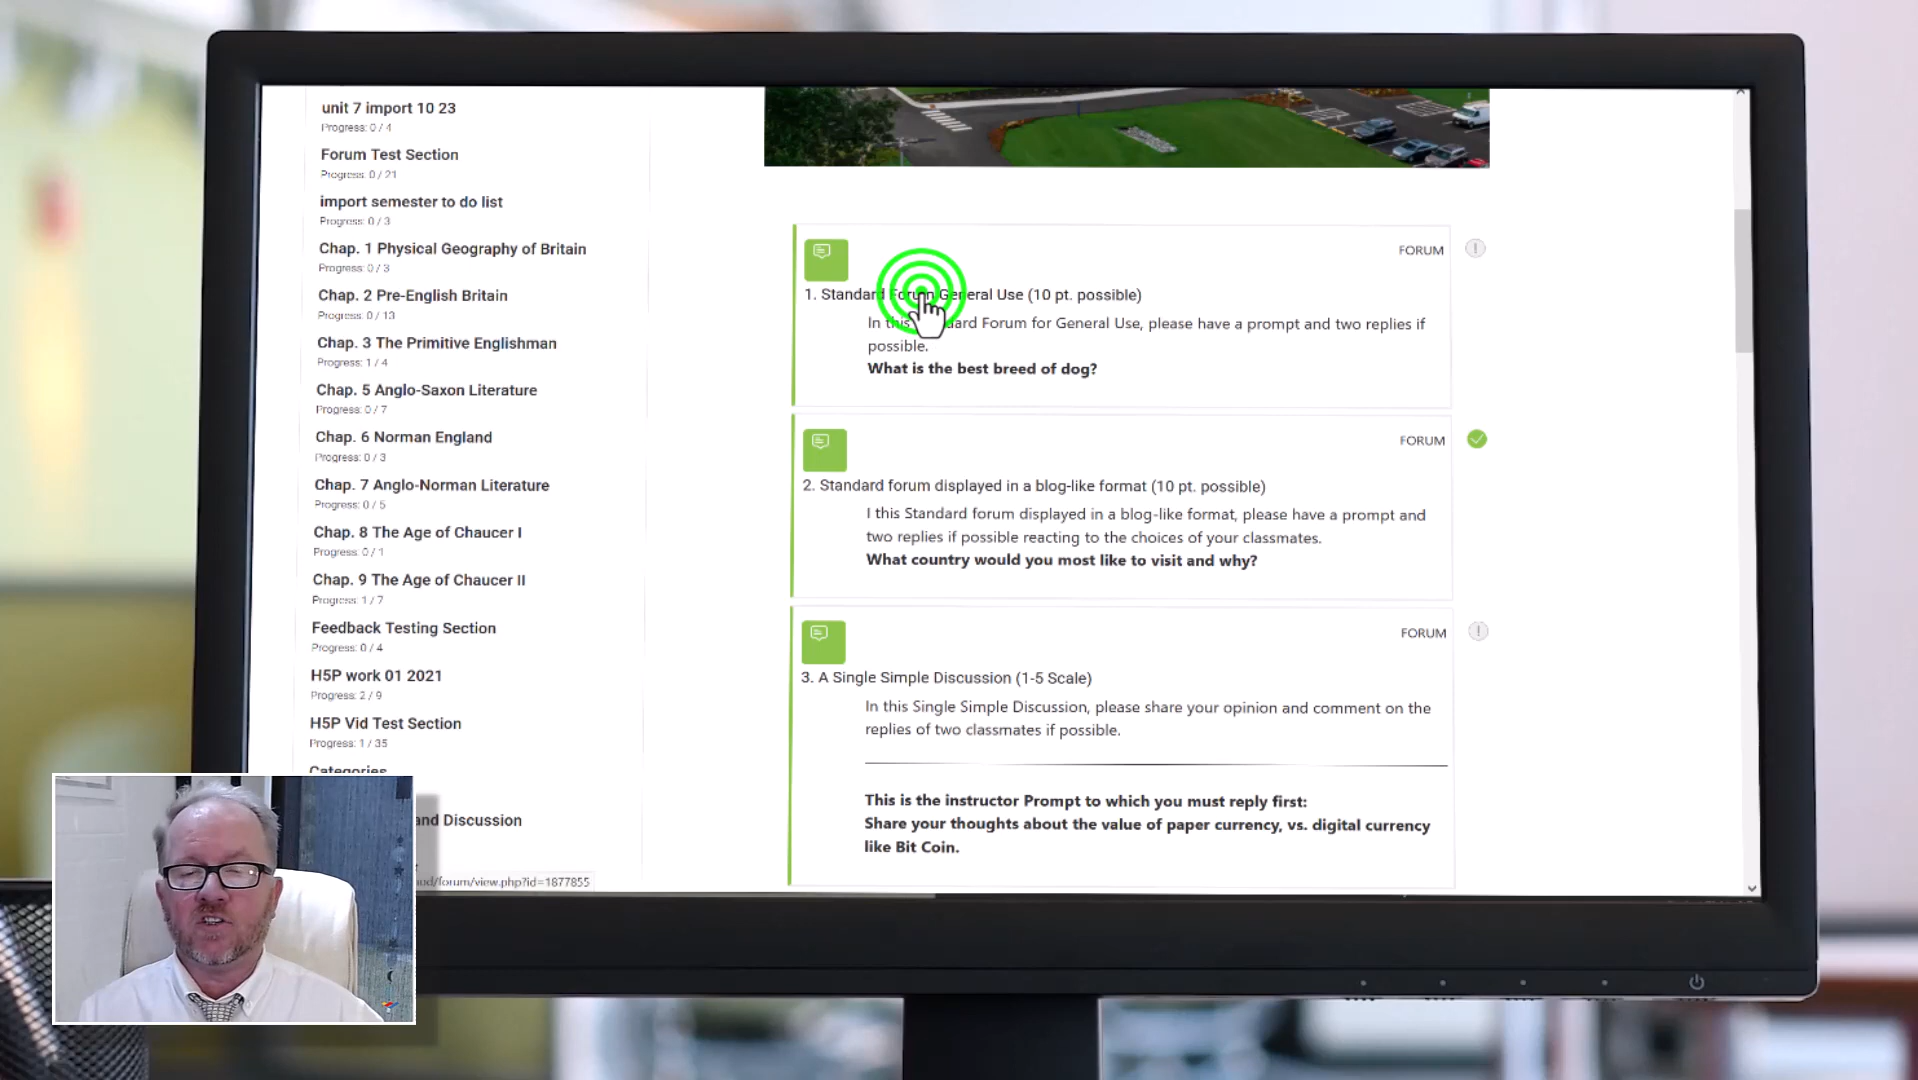 unit 7 import 10 23
Progress: 0 / 4
Forum Test Section
Progress: 0 / 21
import semester to do list
Progress: 0 / 3
Chap. 1 Physical Geography of Britain
Progress: 0 / 3
Chap. 2 Pre-English Britain
Progress: 0 / 13
Chap. 3 The Primitive Englishman
Progress: 1 / 4
Chap. 5 Anglo-Saxon Literature
Progress: 0 / 7
Chap. 6 Norman England
Progress: 0 / 3
Chap. 7 Anglo-Norman Literature
Progress: 0 / 5
Chap. 8 The Age of Chaucer I
Progress: 0 / 1
Chap. 9 The Age of Chaucer II
Progress: 1 / 7
Feedback Testing Section
Progress: 0 / 4
H5P work 01 2021
Progress: 2 / 9
H5P Vid Test Section
Progress: 1 / 35
Categories
and Discussion
/forum/view.php?id=1877855
FORUM
1. Standard Forum General Use (10 pt. possible)
In this Forum for General Use, please have a prompt and two replies if
possible.
What is the best breed of dog?
FORUM
2. Standard forum displayed in a blog-like format (10 pt. possible)
I this Standard forum displayed in a blog-like format, please have a prompt and
two replies if possible reacting to the choices of your classmates.
What country would you most like to visit and why?
FORUM
3. A Single Simple Discussion (1-5 Scale)
In this Single Simple Discussion, please share your opinion and comment on the
replies of two classmates if possible.
This is the instructor Prompt to which you must reply first:
Share your thoughts about the value of paper currency, vs. digital currency
like Bit Coin.